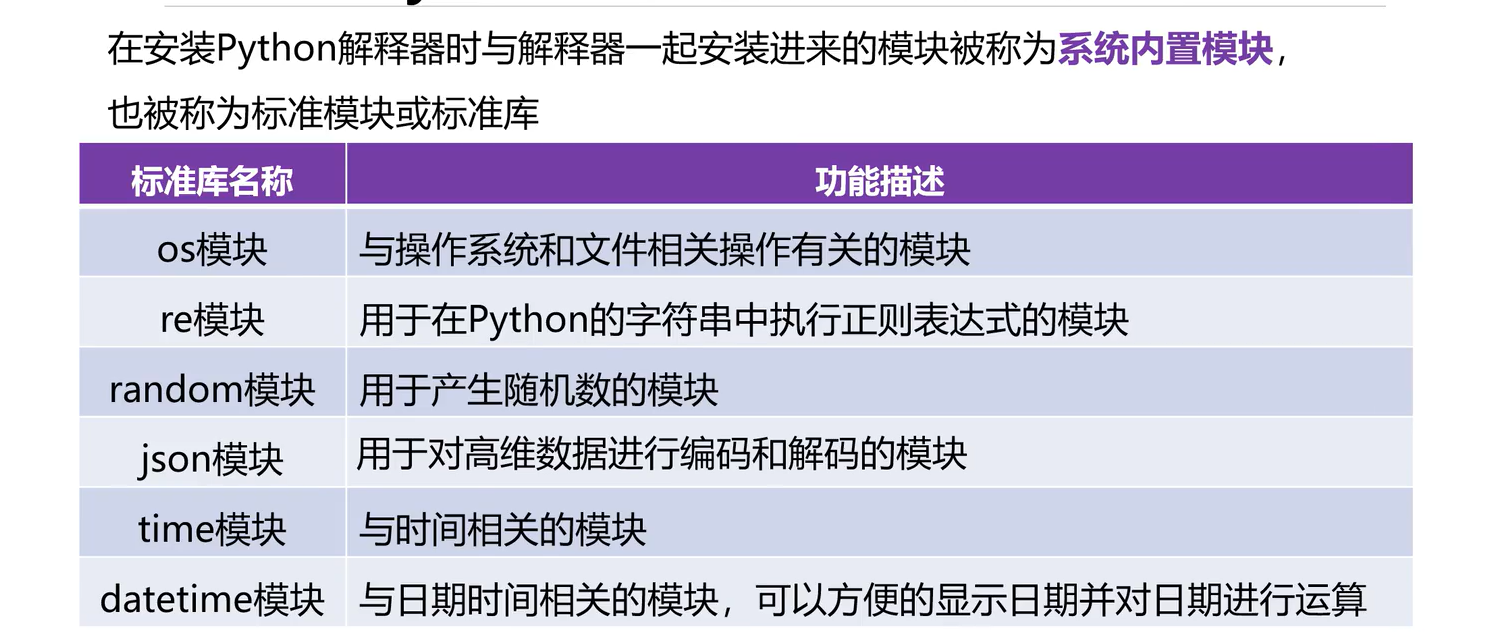 在安装Python解释器时与解释器一起安装进来的模块被称为系统内置模块，
也被称为标准模块或标准库
标准库名称 功能描述
os模块 与操作系统和文件相关操作有关的模块
re模块 用于在Python的字符串中执行正则表达式的模块
random模块 用于产生随机数的模块
json模块 用于对高维数据进行编码和解码的模块
time模块 与时间相关的模块
datetime模块 与日期时间相关的模块，可以方便的显示日期并对日期进行运算